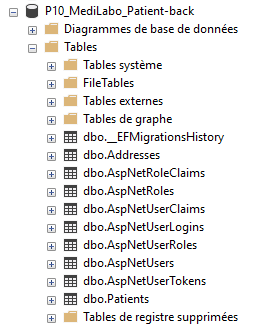 P10_MediLabo_Patient-back
Diagrammes de base de données
Tables
Tables système
FileTables
Tables externes
Tables de graphe
dbo.__EFMigrationsHistory
dbo.Addresses
dbo.AspNetRoleClaims
dbo.AspNetRoles
dbo.AspNetUserClaims
dbo.AspNetUserLogins
dbo.AspNetUserRoles
dbo.AspNetUsers
dbo.AspNetUserTokens
dbo.Patients
Tables de registre supprimées